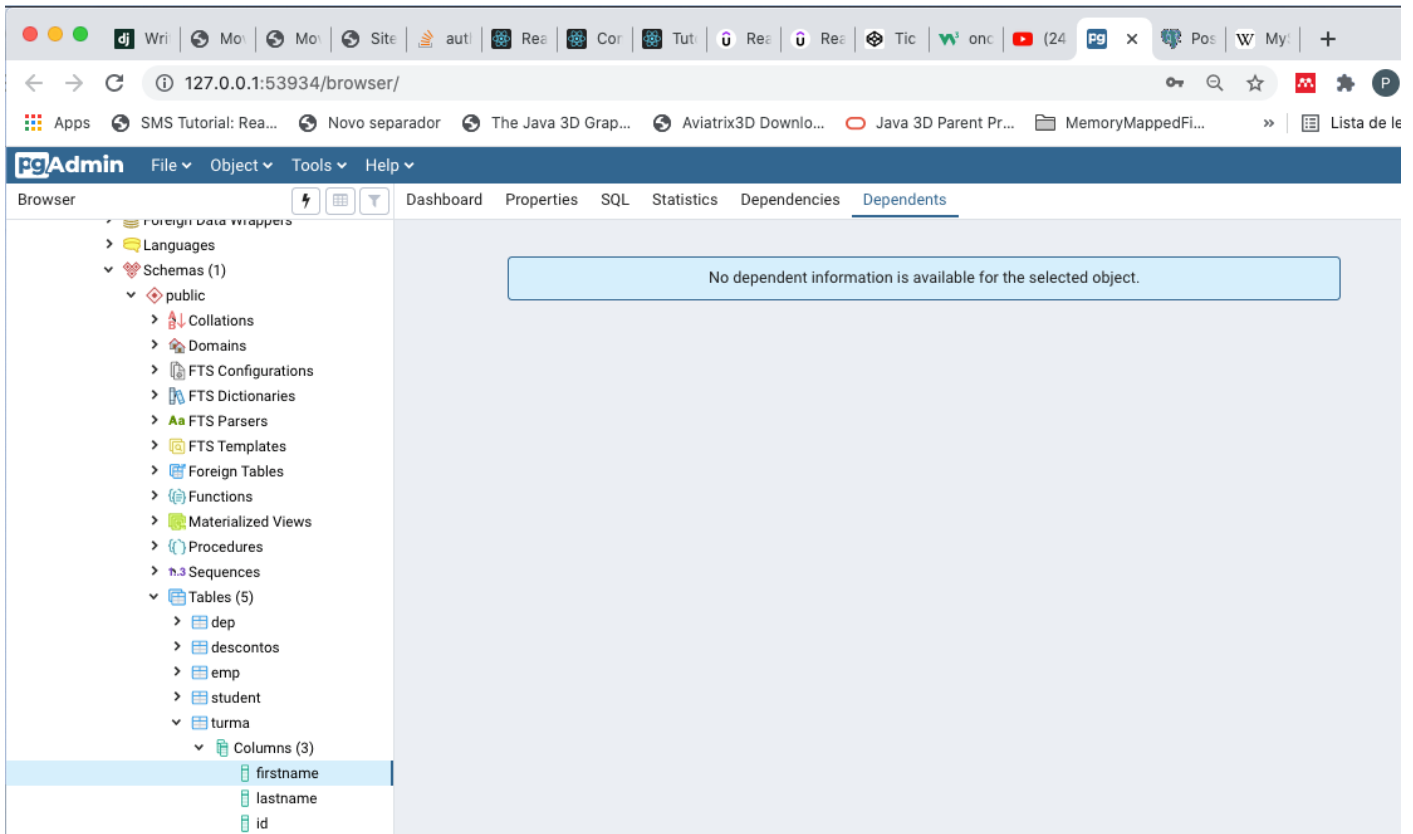 dj Wri Mo Mo Site aut Rea Cor Tut Rea Rea Tic onc (24 Pg Pos W My
127.0.0.1:53934/browser/ P
Apps SMS Tutorial: Rea... Novo separador The Java 3D Grap... Aviatrix3D Downlo... Java 3D Parent Pr... MemoryMappedFi... » Lista de le
pgAdmin File Object Tools Help
Browser Dashboard Properties SQL Statistics Dependencies Dependents
Foreign Data Wrappers
Languages
Schemas (1)
No dependent information is available for the selected object.
public
Collations
Domains
FTS Configurations
FTS Dictionaries
Aa FTS Parsers
FTS Templates
Foreign Tables
Functions
Materialized Views
Procedures
Sequences
Tables (5)
dep
descontos
emp
student
turma
Columns (3)
firstname
lastname
id